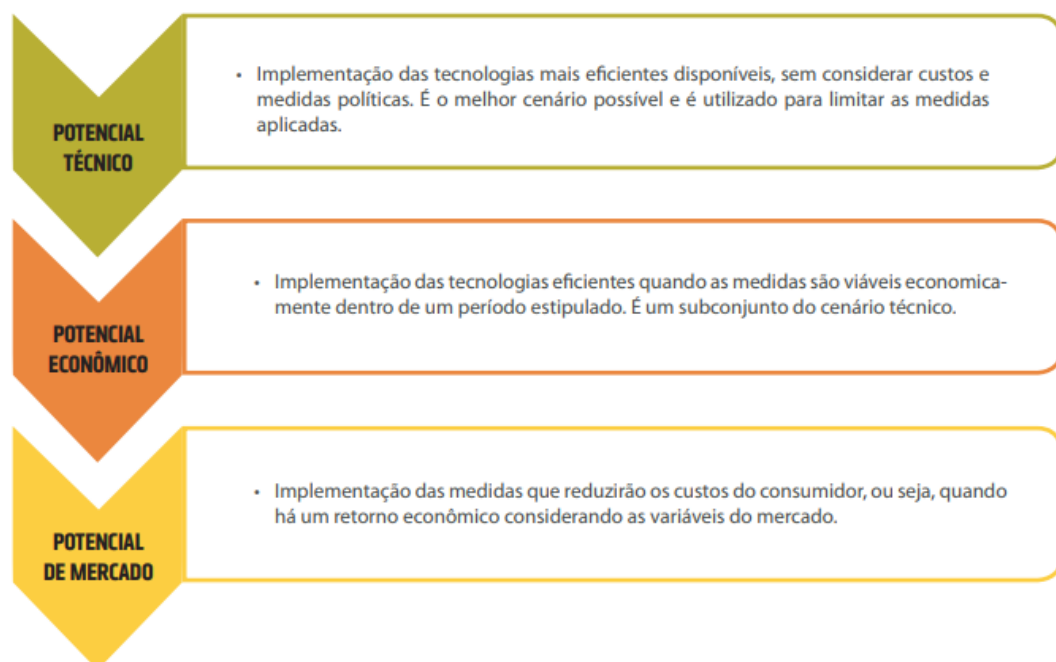 POTENCIAL
TÉCNICO
• Implementação das tecnologias mais eficientes disponíveis, sem considerar custos e
medidas políticas. É o melhor cenário possível e é utilizado para limitar as medidas
aplicadas.
POTENCIAL
ECONÔMICO
• Implementação das tecnologias eficientes quando as medidas são viáveis economica-
mente dentro de um período estipulado. É um subconjunto do cenário técnico.
POTENCIAL
DE MERCADO
• Implementação das medidas que reduzirão os custos do consumidor, ou seja, quando
há um retorno econômico considerando as variáveis do mercado.